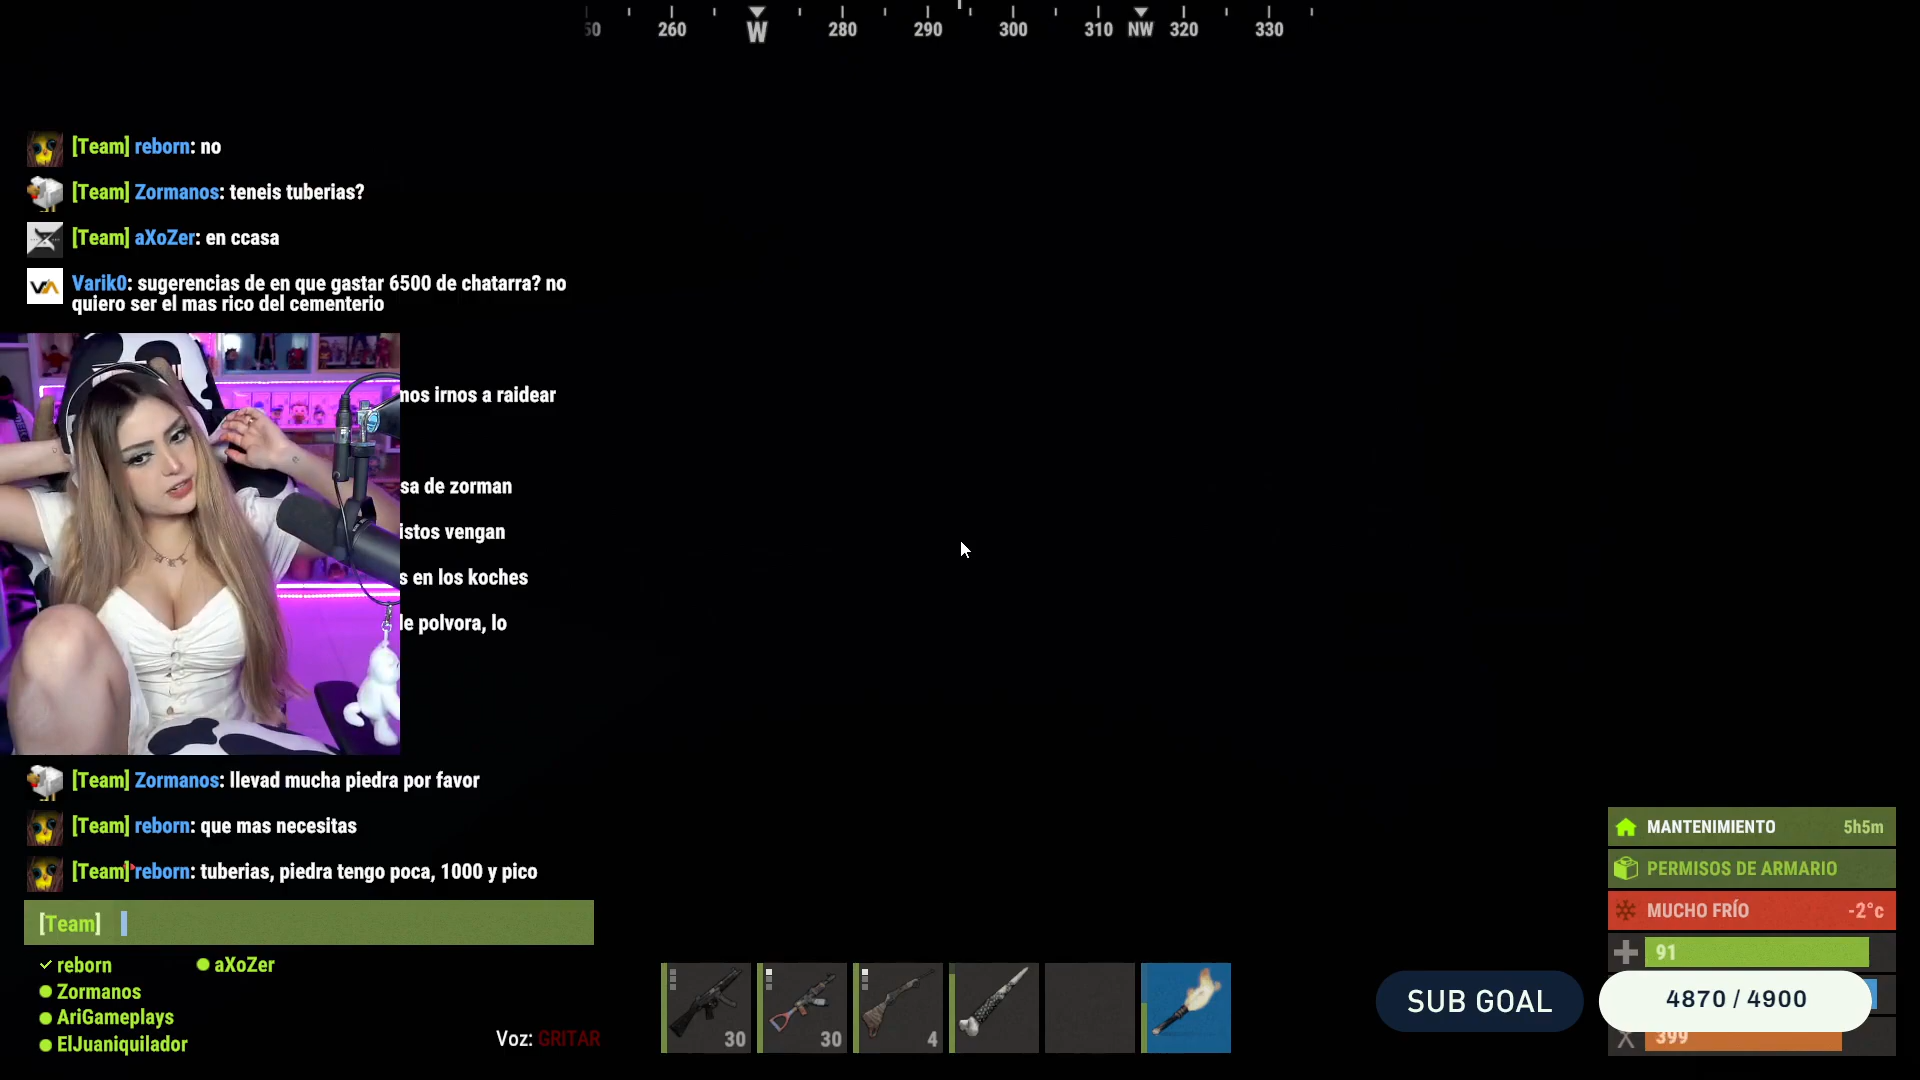 50 260 W 280 290 300 310 NW 320 330
[Team] reborn: no
[Team] Zormanos: teneis tuberias?
[Team] aXoZer: en ccasa
Varik0: sugerencias de en que gastar 6500 de chatarra? no
quiero ser el mas rico del cementerio
mos irnos a raidear
sa de zorman
istos vengan
s en los koches
le polvora, lo
[Team] Zormanos: llevad mucha piedra por favor
[Team] reborn: que mas necesitas
[Team] reborn: tuberias, piedra tengo poca, 1000 y pico
[Team]
reborn aXoZer
Zormanos
AriGameplays
ElJuaniquilador
Voz: GRITAR
30 30 4
MANTENIMIENTO 5h5m
PERMISOS DE ARMARIO
MUCHO FRÍO -2°c
91
SUB GOAL 4870 / 4900
399